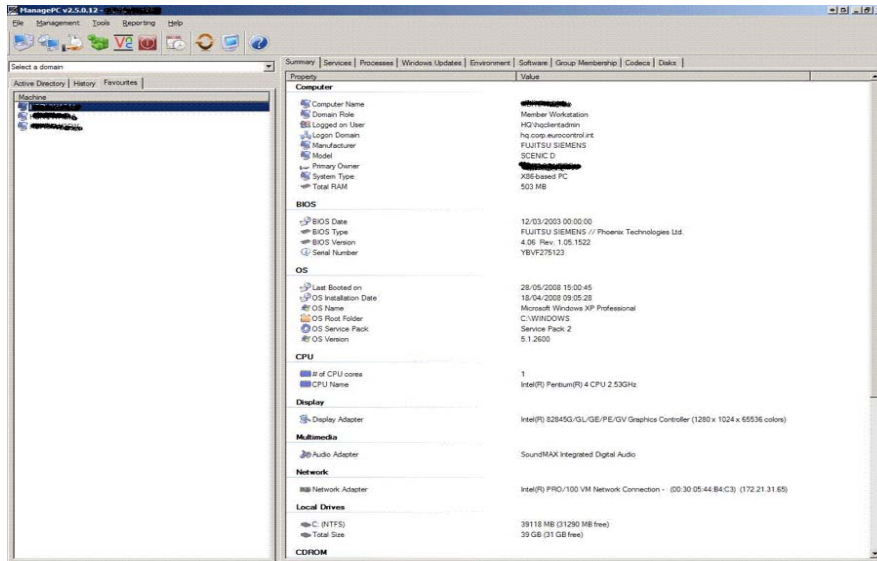 ManagePC v2.5.0.12 -
File Management Tools Reporting Help
Select a domain
Active Directory History Favourites
Machine
Summary Services Processes Windows Updates Environment Software Group Membership Codecs Disks
Property Value
Computer
Computer Name
Domain Role Member Workstation
Logged on User HQ\hqclientadmin
Logon Domain hq.corp.eurocontrol.int
Manufacturer FUJITSU SIEMENS
Model SCENIC D
Primary Owner
System Type X86-based PC
Total RAM 503 MB
BIOS
BIOS Date 12/03/2003 00:00:00
BIOS Type FUJITSU SIEMENS // Phoenix Technologies Ltd.
BIOS Version 4.06 Rev. 1.05.1522
Serial Number YBVF275123
OS
Last Booted on 28/05/2008 15:00:45
OS Installation Date 18/04/2008 09:05:28
OS Name Microsoft Windows XP Professional
OS Root Folder C:\WINDOWS
OS Service Pack Service Pack 2
OS Version 5.1.2600
CPU
# of CPU cores 1
CPU Name Intel(R) Pentium(R) 4 CPU 2.53GHz
Display
Display Adapter Intel(R) 82845G/GL/GE/PE/GV Graphics Controller (1280 x 1024 x 65536 colors)
Multimedia
Audio Adapter SoundMAX Integrated Digital Audio
Network
Network Adapter Intel(R) PRO/100 VM Network Connection - (00:30:05:44:B4:C3) (172.21.31.65)
Local Drives
C: (NTFS) 39118 MB (31290 MB free)
Total Size 39 GB (31 GB free)
CDROM